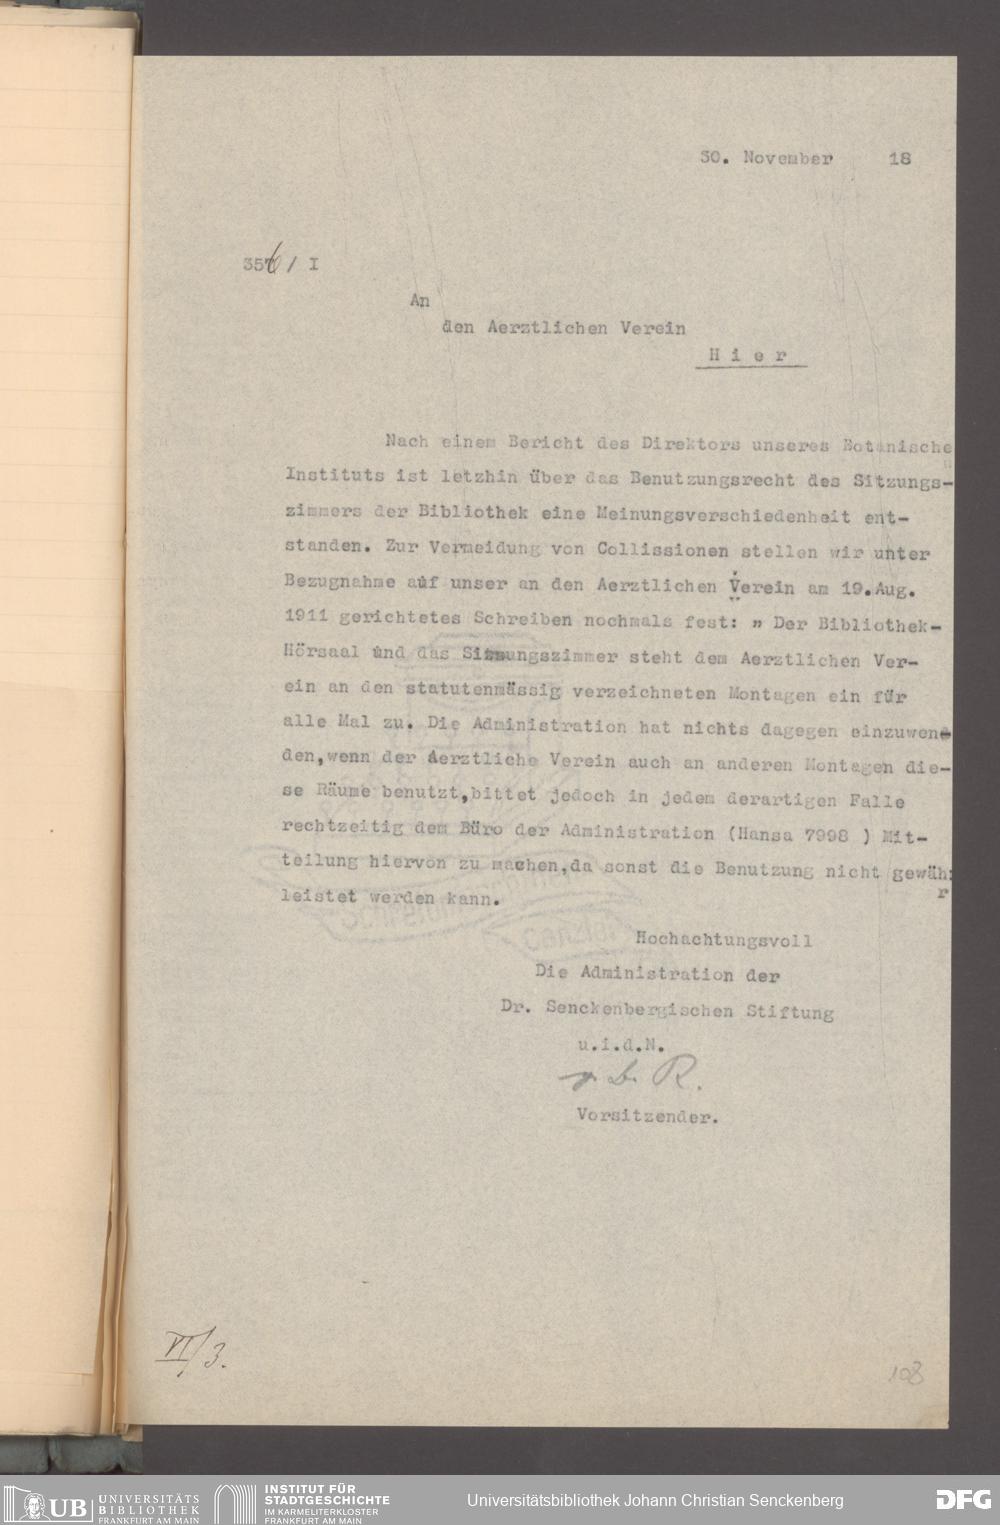 30. November 18
356/ I
An
den Aerztlichen Verein
H i e r
Nach einem Bericht des Direktors unseres Botanische
n
Instituts ist letzhin über das Benutzungsrecht des Sitzungs-
zimmers der Bibliothek eine Meinungsverschiedenheit ent-
standen. Zur Vermeidung von Collissionen stellen wir unter
Bezugnahme auf unser an den Aerztlichen Verein am 19.Aug.
1911 gerichtetes Schreiben nochmals fest: " Der Bibliothek-
Hörsaal und das Sitzungszimmer steht dem Aerztlichen Ver-
ein an den statutenmässig verzeichneten Montagen ein für
alle Mal zu. Die Administration hat nichts dagegen einzuwen-
den,wenn der Aerztliche Verein auch an anderen Montagen die-
se Räume benutzt,bittet jedoch in jedem derartigen Falle
rechtzeitig dem Büro der Administration (Hansa 7998 ) Mit-
teilung hiervon zu machen,da sonst die Benutzung nicht gewäh:
r
leistet werden kann.
Hochachtungsvoll
Die Administration der
Dr. Senckenbergischen Stiftung
u.i.d.N.
R.
Vorsitzender.
VI/3.
108
UB UNIVERSITÄTS
BIBLIOTHEK
FRANKFURT AM MAIN
INSTITUT FÜR
STADTGESCHICHTE
IM KARMELITERKLOSTER
FRANKFURT AM MAIN
Universitätsbibliothek Johann Christian Senckenberg
DFG